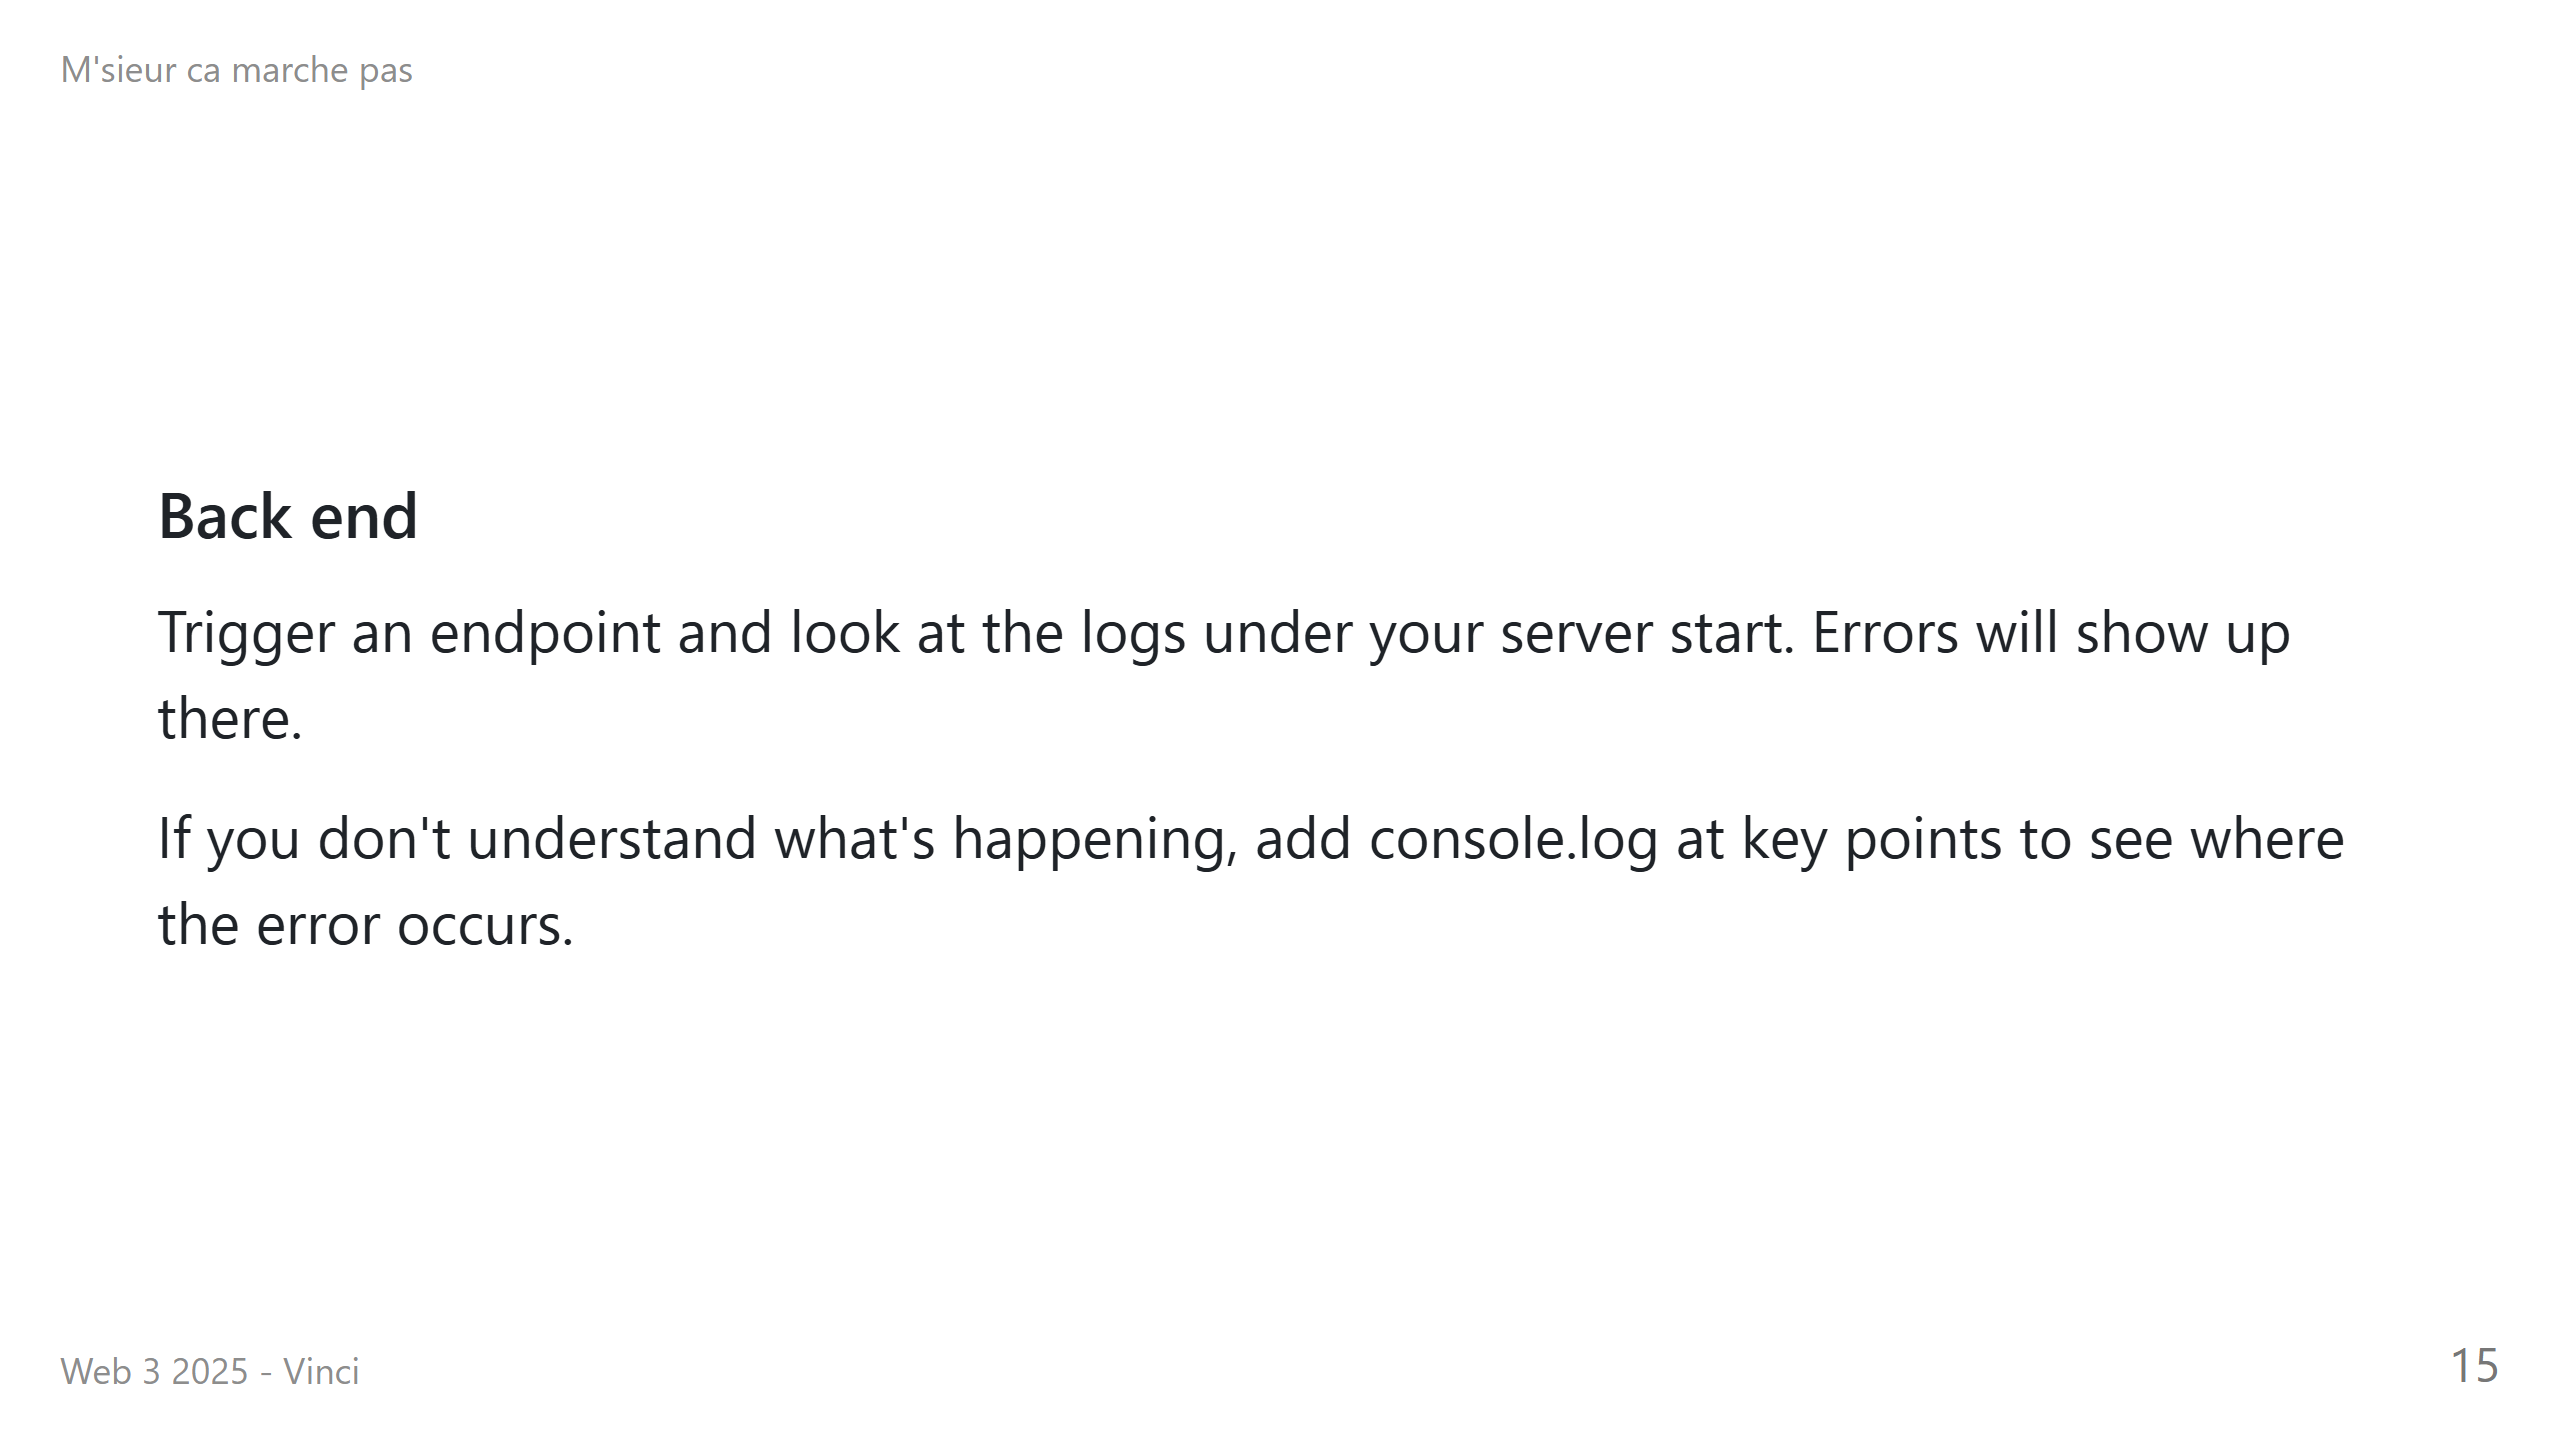 M'sieur ca marche pas
Back end
Trigger an endpoint and look at the logs under your server start. Errors will show up
there.
If you don't understand what's happening, add console.log at key points to see where
the error occurs.
Web 3 2025 - Vinci
15